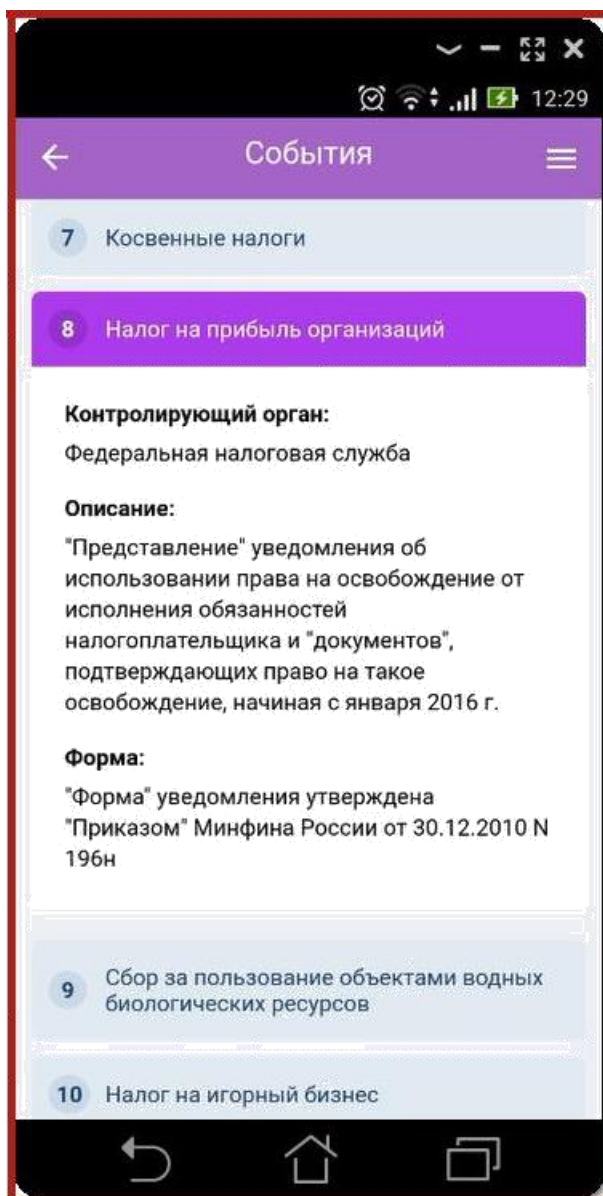 12:29
События
7 Косвенные налоги
8 Налог на прибыль организаций
Контролирующий орган:
Федеральная налоговая служба
Описание:
"Представление" уведомления об
использовании права на освобождение от
исполнения обязанностей
налогоплательщика и "документов",
подтверждающих право на такое
освобождение, начиная с января 2016 г.
Форма:
"Форма" уведомления утверждена
"Приказом" Минфина России от 30.12.2010 N
196н
9 Сбор за пользование объектами водных
биологических ресурсов
10 Налог на игорный бизнес